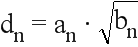 dₙ = aₙ · √bₙ